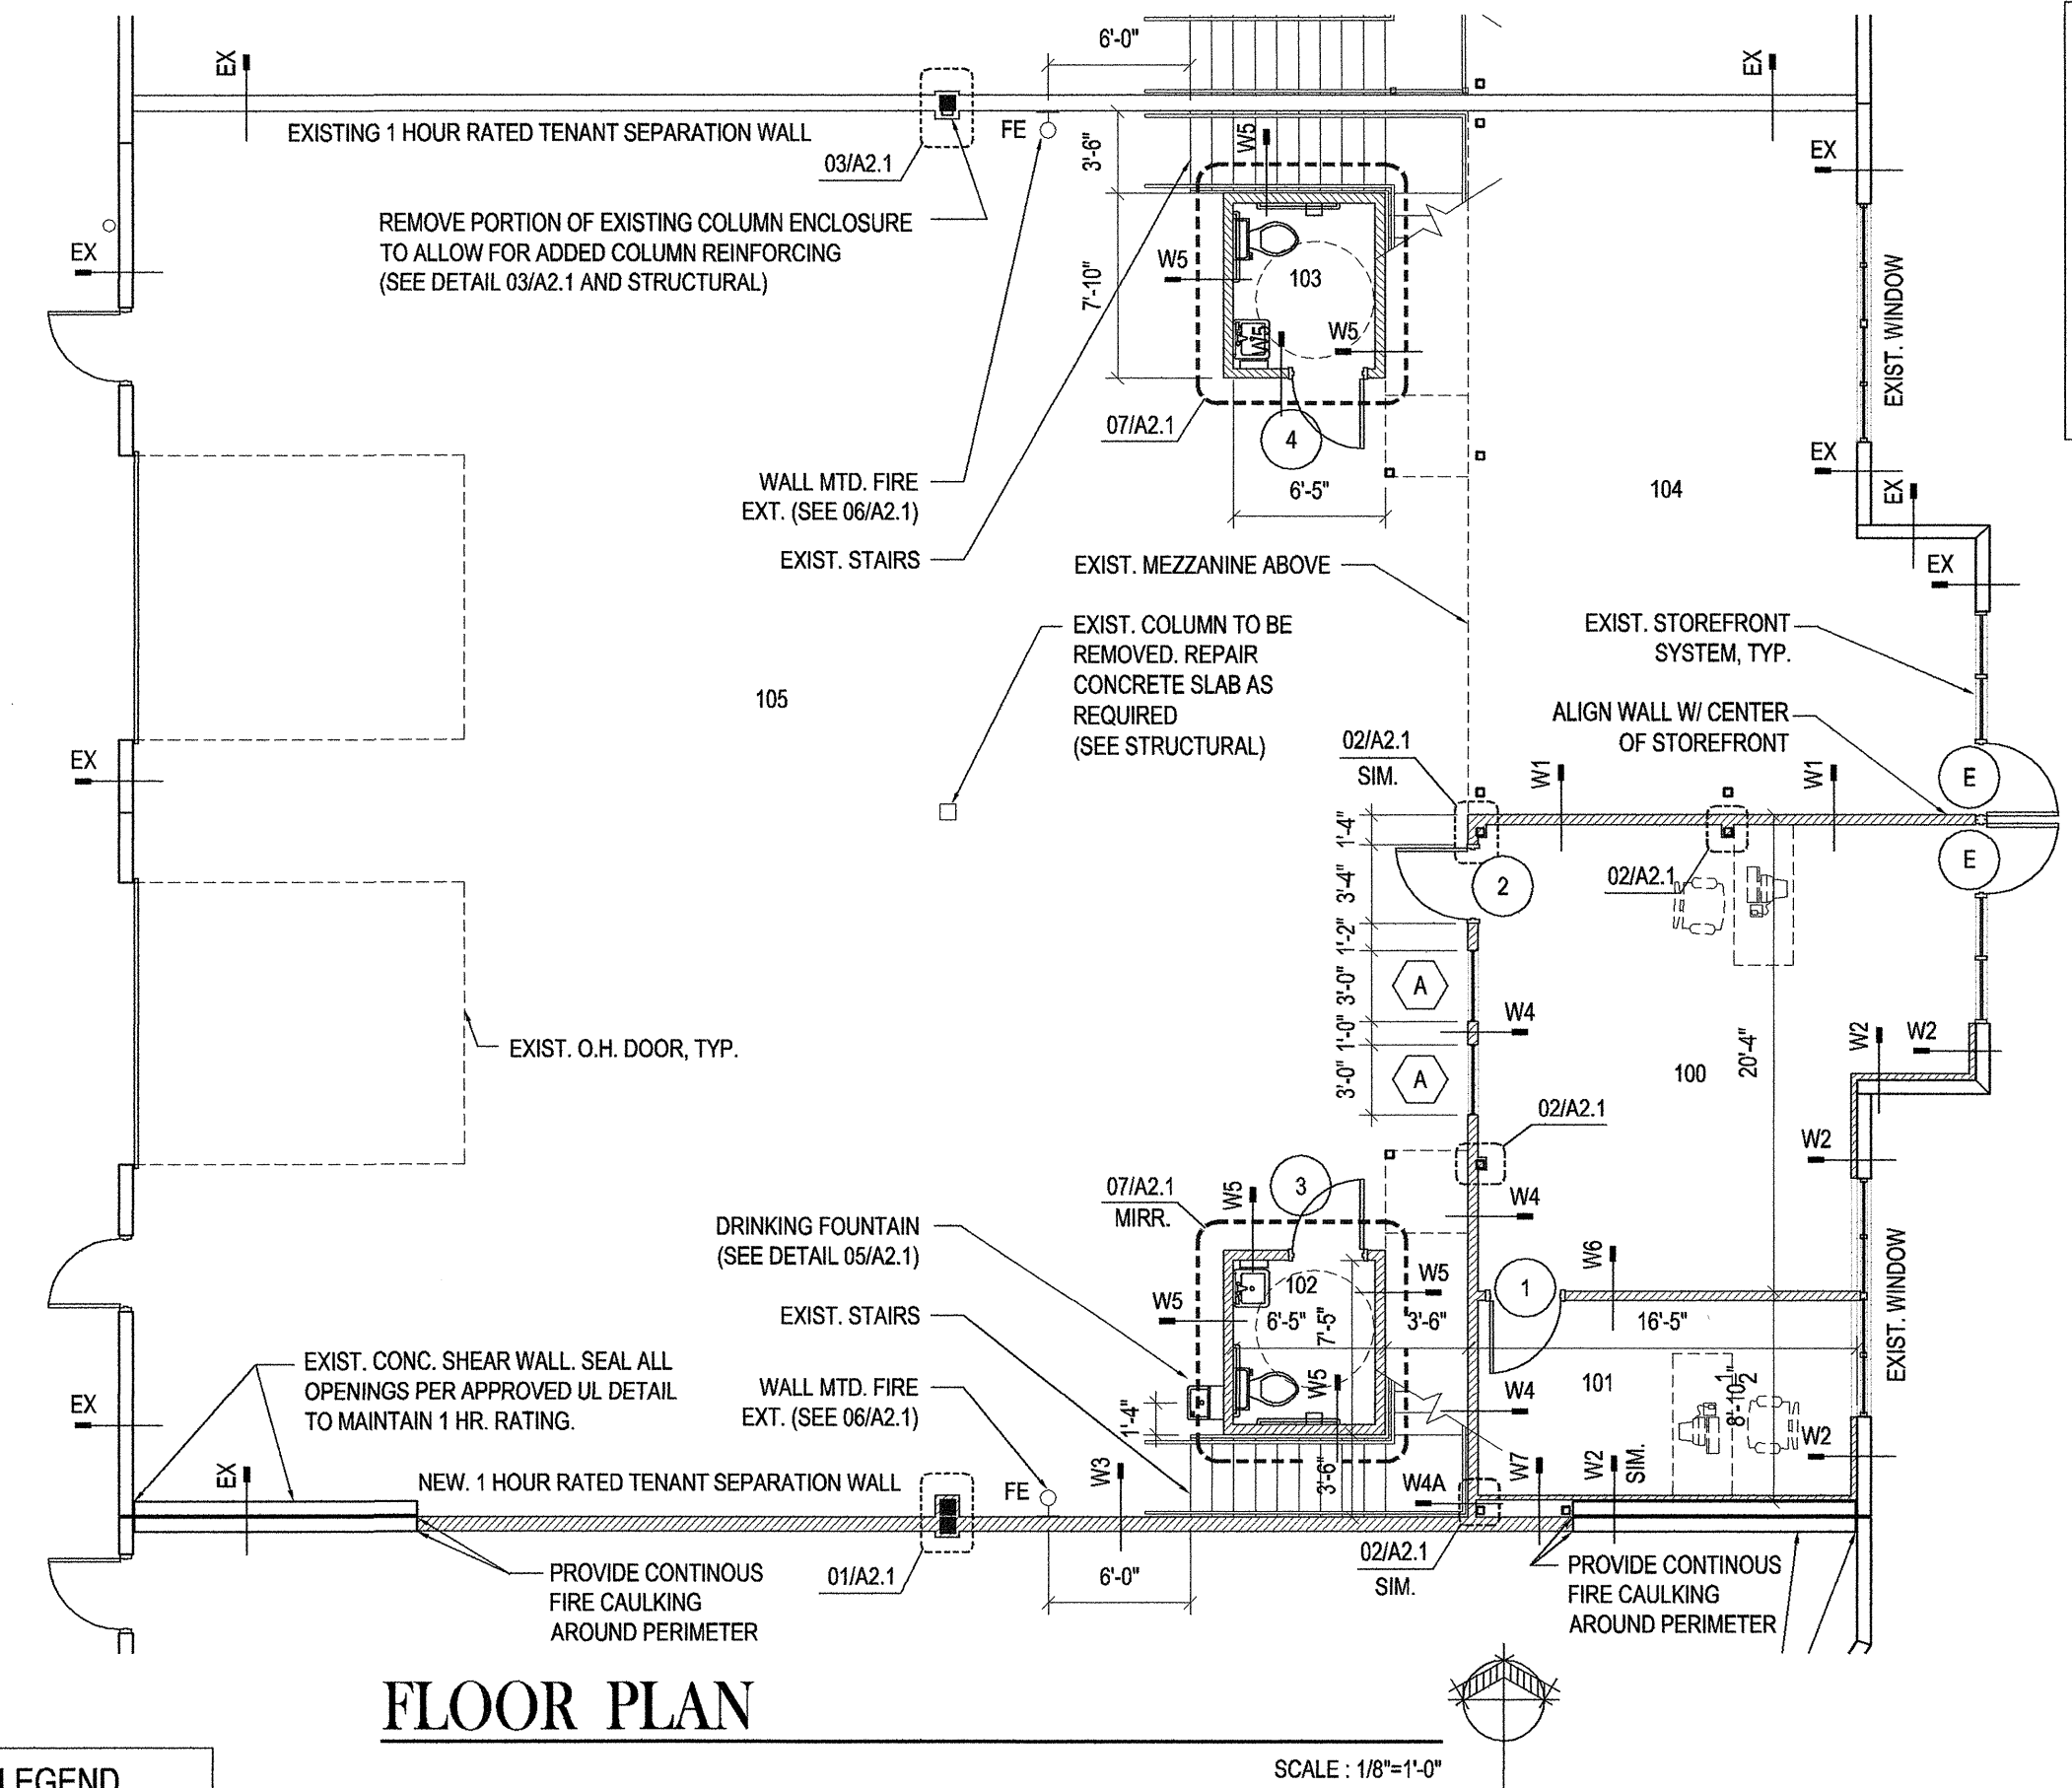 6'-0"
EX
EX
EXISTING 1 HOUR RATED TENANT SEPARATION WALL
FE
03/A2.1
3'-6"
W5
EX
REMOVE PORTION OF EXISTING COLUMN ENCLOSURE
TO ALLOW FOR ADDED COLUMN REINFORCING
(SEE DETAIL 03/A2.1 AND STRUCTURAL)
EX
W5
103
7'-10"
W5
W5
EXIST. WINDOW
07/A2.1
4
EX
WALL MTD. FIRE
EXT. (SEE 06/A2.1)
6'-5"
104
EX
EXIST. STAIRS
EXIST. MEZZANINE ABOVE
EX
EXIST. COLUMN TO BE
REMOVED. REPAIR
CONCRETE SLAB AS
REQUIRED
(SEE STRUCTURAL)
EXIST. STOREFRONT
SYSTEM, TYP.
105
ALIGN WALL W/ CENTER
OF STOREFRONT
EX
02/A2.1
SIM.
W1
W1
E
1'-4"
E
3'-4"
2
02/A2.1
1'-2"
3'-0"
A
W4
1'-0"
EXIST. O.H. DOOR, TYP.
W2
W2
20'-4"
100
3'-0"
A
02/A2.1
W2
07/A2.1
MIRR.
W5
3
W4
DRINKING FOUNTAIN
(SEE DETAIL 05/A2.1)
W6
EXIST. WINDOW
102
W5
1
W5
EXIST. STAIRS
6'-5"
7'-5"
3'-6"
16'-5"
EXIST. CONC. SHEAR WALL. SEAL ALL
OPENINGS PER APPROVED UL DETAIL
TO MAINTAIN 1 HR. RATING.
WALL MTD. FIRE
EXT. (SEE 06/A2.1)
W5
101
8'-10 1/2"
EX
1'-4"
W4
W2
EX
NEW. 1 HOUR RATED TENANT SEPARATION WALL
FE
W3
3'-6"
W4A
W7
W2
SIM.
02/A2.1
SIM.
PROVIDE CONTINOUS
FIRE CAULKING
AROUND PERIMETER
01/A2.1
6'-0"
PROVIDE CONTINOUS
FIRE CAULKING
AROUND PERIMETER
FLOOR PLAN
SCALE : 1/8"=1'-0"
LEGEND